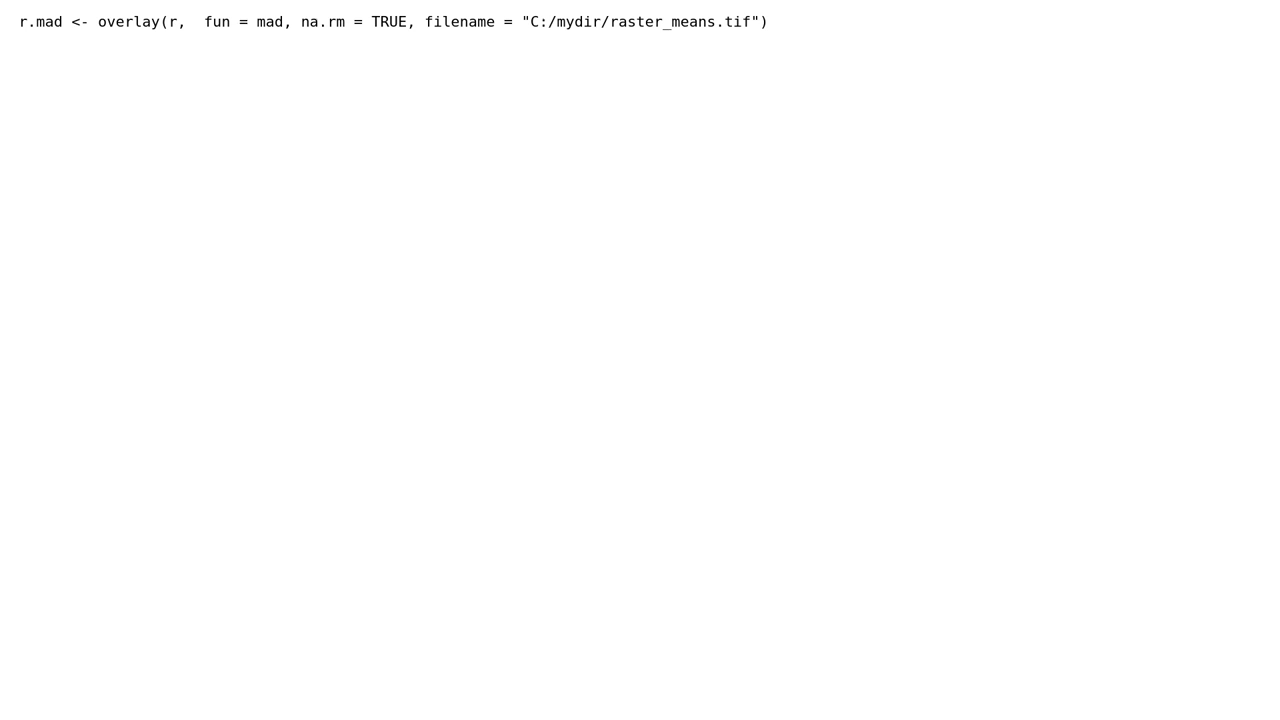 r.mad <- overlay(r,  fun = mad, na.rm = TRUE, filename = "C:/mydir/raster_means.tif")